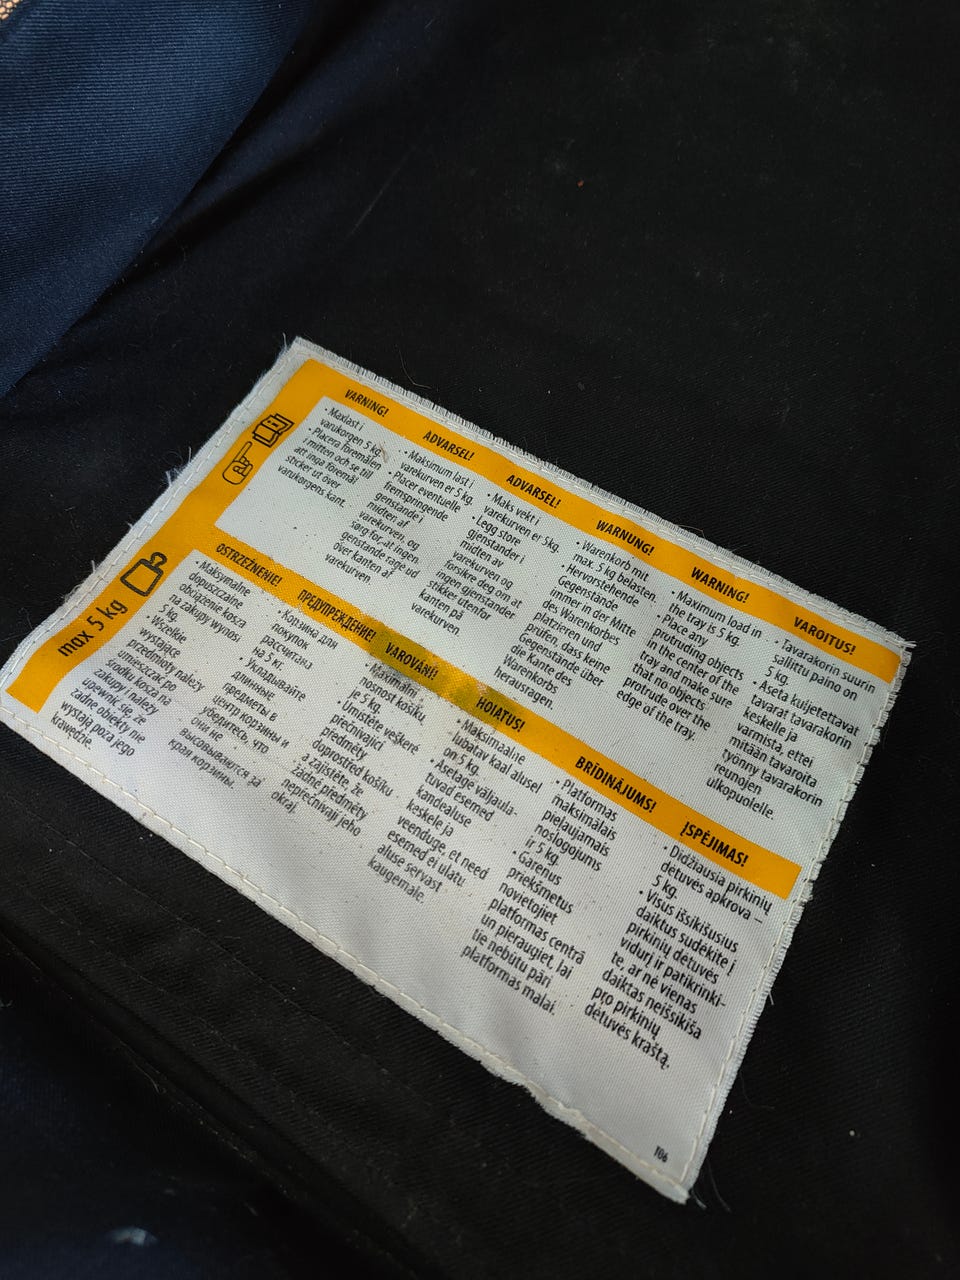 max 5 kg
VARNING!
• Maxlast i
varukorgen 5 kg.
• Placera föremålen
i mitten och se till
att inga föremål
sticker ut över
varukorgens kant.
ADVARSEL!
• Maksimum last i
varekurven er 5 kg.
• Placer eventuelle
fremspringende
genstande i
midten af
varekurven, og
sørg for, at ingen
genstande rage ud
over kanten af
varekurven.
ADVARSEL!
• Maks vekt i
varekurven er 5kg.
• Legg store
gjenstander i
midten av
varekurven og
forsikre deg om at
ingen gjenstander
stikker utenfor
kanten på
varekurven.
WARNUNG!
• Warenkorb mit
max. 5 kg belasten.
• Hervorstehende
Gegenstände
immer in der Mitte
des Warenkorbes
platzieren und
prüfen, dass keine
Gegenstände über
die Kante des
Warenkorbs
herausragen.
WARNING!
• Maximum load in
the tray is 5 kg.
• Place any
protruding objects
in the center of the
tray and make sure
that no objects
protrude over the
edge of the tray.
VAROITUS!
• Tavarakorin suurin
sallittu paino on
5 kg.
• Aseta kuljetettavat
tavarat tavarakorin
keskelle ja
varmista, ettei
mitään tavaroita
työnny tavarakorin
reunojen
ulkopuolelle.
OSTRZEŻENIE!
• Maksymalne
dopuszczalne
obciążenie kosza
na zakupy wynosi
5 kg.
• Wszelkie
wystające
przedmioty należy
umieszczać po
środku kosza na
zakupy i należy
upewnić się, że
żadne obiekty nie
wystają poza jego
krawędzie.
ПРЕДУПРЕЖДЕНИЕ!
• Корзина для
покупок
рассчитана
на 5 кг.
• Укладывайте
длинные
предметы в
центр корзины и
убедитесь, что
они не
высовываются за
края корзины.
VAROVÁNÍ!
• Maximální
nosnost košíku
je 5 kg.
• Umístěte veškeré
přečnívající
předměty
doprostřed košíku
a zajistěte, že
žádné předměty
nepřečnívají jeho
okraj.
HOIATUS!
• Maksimaalne
lubatav kaal alusel
on 5 kg.
• Asetage väljaula-
tuvad esemed
kandealuse
keskele ja
veenduge, et need
esemed ei ulatu
aluse servast
kaugemale.
BRĪDINĀJUMS!
• Platformas
maksimālais
pieļaujamais
noslogojums
ir 5 kg.
• Garenus
priekšmetus
novietojiet
platformas centrā
un pieraugiet, lai
tie nebūtu pāri
platformas malai.
ĮSPĖJIMAS!
• Didžiausia pirkinių
dėtuvės apkrova –
5 kg.
• Visus išsikišusius
daiktus sudėkite į
pirkinių dėtuvės
vidurį ir patikrinki-
te, ar nė vienas
daiktas neišsikiša
pro pirkinių
dėtuvės kraštą.
T06